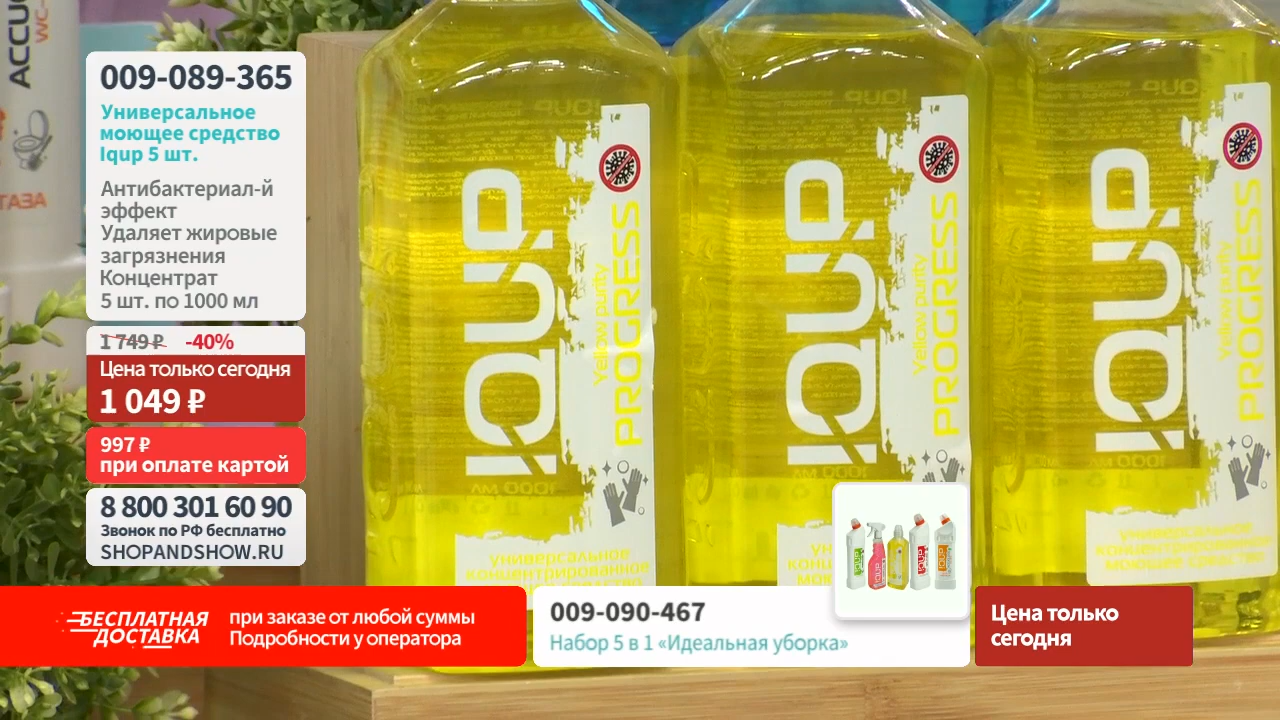 009-089-365
Универсальное
моющее средство
Iqup 5 шт.
Антибактериал-й
эффект
Удаляет жировые
загрязнения
Концентрат
5 шт. по 1000 мл
1 749 ₽ -40%
Цена только сегодня
1 049 ₽
997 ₽
при оплате картой
8 800 301 60 90
Звонок по РФ бесплатно
SHOPANDSHOW.RU
БЕСПЛАТНАЯ
ДОСТАВКА
при заказе от любой суммы
Подробности у оператора
009-090-467
Набор 5 в 1 «Идеальная уборка»
Цена только
сегодня
IQUP
Yellow purity
PROGRESS
универсальное
концентрированное
IQUP
Yellow purity
PROGRESS
IQUP
Yellow purity
PROGRESS
универсальное
концентрированное
моющее средство